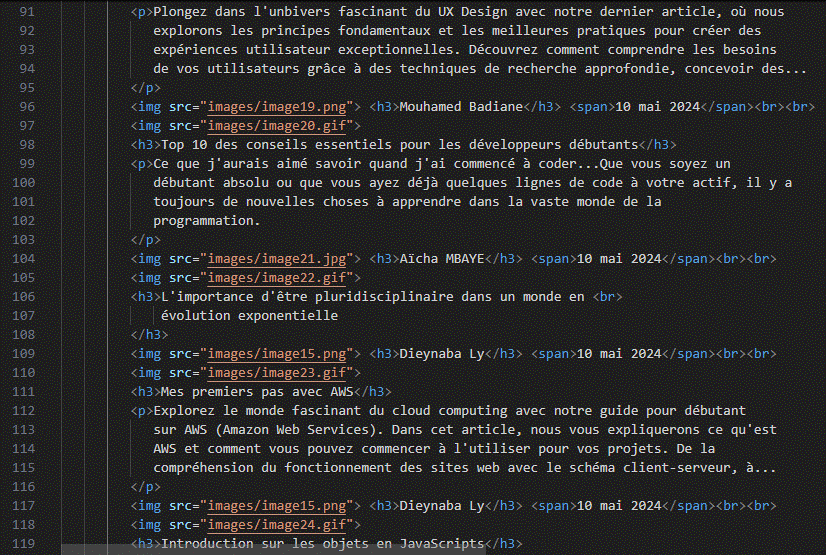 91 <p>Plongez dans l'unbivers fascinant du UX Design avec notre dernier article, où nous
92 explorons les principes fondamentaux et les meilleures pratiques pour créer des
93 expériences utilisateur exceptionnelles. Découvrez comment comprendre les besoins
94 de vos utilisateurs grâce à des techniques de recherche approfondie, concevoir des...
95 </p>
96 <img src="images/image19.png"> <h3>Mouhamed Badiane</h3> <span>10 mai 2024</span><br><br>
97 <img src="images/image20.gif">
98 <h3>Top 10 des conseils essentiels pour les développeurs débutants</h3>
99 <p>Ce que j'aurais aimé savoir quand j'ai commencé à coder...Que vous soyez un
100 débutant absolu ou que vous ayez déjà quelques lignes de code à votre actif, il y a
101 toujours de nouvelles choses à apprendre dans la vaste monde de la
102 programmation.
103 </p>
104 <img src="images/image21.jpg"> <h3>Aïcha MBAYE</h3> <span>10 mai 2024</span><br><br>
105 <img src="images/image22.gif">
106 <h3>L'importance d'être pluridisciplinaire dans un monde en <br>
107 évolution exponentielle
108 </h3>
109 <img src="images/image15.png"> <h3>Dieynaba Ly</h3> <span>10 mai 2024</span><br><br>
110 <img src="images/image23.gif">
111 <h3>Mes premiers pas avec AWS</h3>
112 <p>Explorez le monde fascinant du cloud computing avec notre guide pour débutant
113 sur AWS (Amazon Web Services). Dans cet article, nous vous expliquerons ce qu'est
114 AWS et comment vous pouvez commencer à l'utiliser pour vos projets. De la
115 compréhension du fonctionnement des sites web avec le schéma client-serveur, à...
116 </p>
117 <img src="images/image15.png"> <h3>Dieynaba Ly</h3> <span>10 mai 2024</span><br><br>
118 <img src="images/image24.gif">
119 <h3>Introduction sur les objets en JavaScripts</h3>